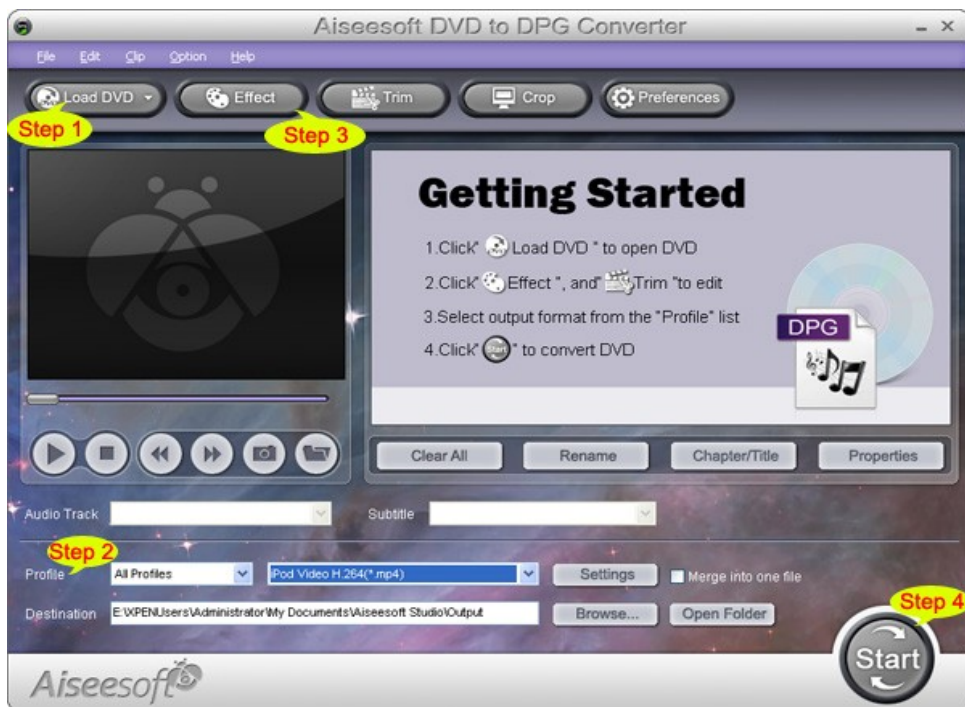 Aiseesoft DVD to DPG Converter
File Edit Clip Option Help
Load DVD Effect Trim Crop Preferences
Step 1 Step 3
Getting Started
1.Click" Load DVD " to open DVD
2.Click" Effect ", and" Trim "to edit
3.Select output format from the "Profile" list
4.Click" Start " to convert DVD
DPG
Clear All Rename Chapter/Title Properties
Audio Track Subtitle
Step 2
Profile All Profiles iPod Video H.264(*.mp4) Settings Merge into one file
Step 4
Destination E:\XPEN\Users\Administrator\My Documents\Aiseesoft Studio\Output Browse... Open Folder
Start
Aiseesoft